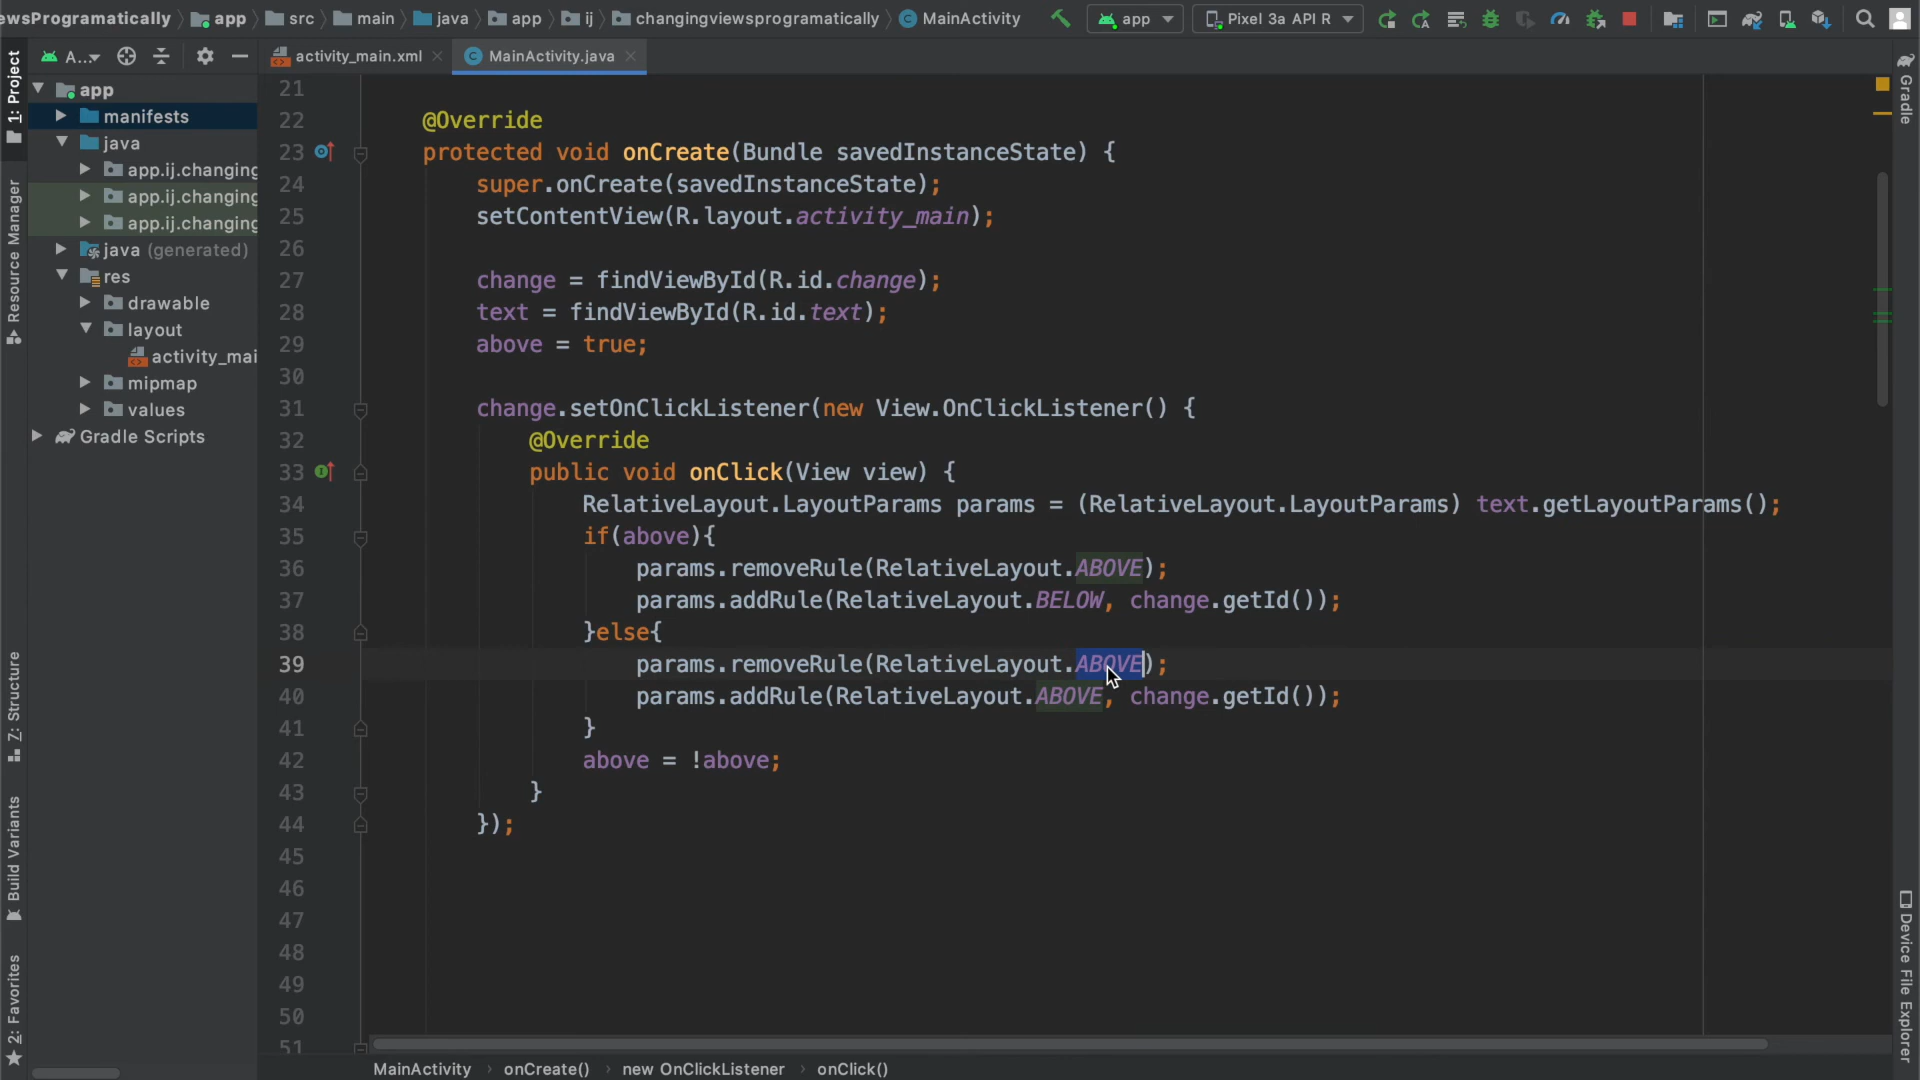 ewsProgramatically app src main java app ij changingviewsprogramatically MainActivity app Pixel 3a API R
A... activity_main.xml MainActivity.java
1: Project
Resource Manager
Z: Structure
Build Variants
2: Favorites
app
manifests
java
app.ij.changing
app.ij.changing
app.ij.changing
java (generated)
res
drawable
layout
activity_mai
mipmap
values
Gradle Scripts
21
22 @Override
23 protected void onCreate(Bundle savedInstanceState) {
24 super.onCreate(savedInstanceState);
25 setContentView(R.layout.activity_main);
26
27 change = findViewById(R.id.change);
28 text = findViewById(R.id.text);
29 above = true;
30
31 change.setOnClickListener(new View.OnClickListener() {
32 @Override
33 public void onClick(View view) {
34 RelativeLayout.LayoutParams params = (RelativeLayout.LayoutParams) text.getLayoutParams();
35 if(above){
36 params.removeRule(RelativeLayout.ABOVE);
37 params.addRule(RelativeLayout.BELOW, change.getId());
38 }else{
39 params.removeRule(RelativeLayout.ABOVE);
40 params.addRule(RelativeLayout.ABOVE, change.getId());
41 }
42 above = !above;
43 }
44 });
45
46
47
48
49
50
51
MainActivity › onCreate() › new OnClickListener › onClick()
Gradle
Device File Explorer